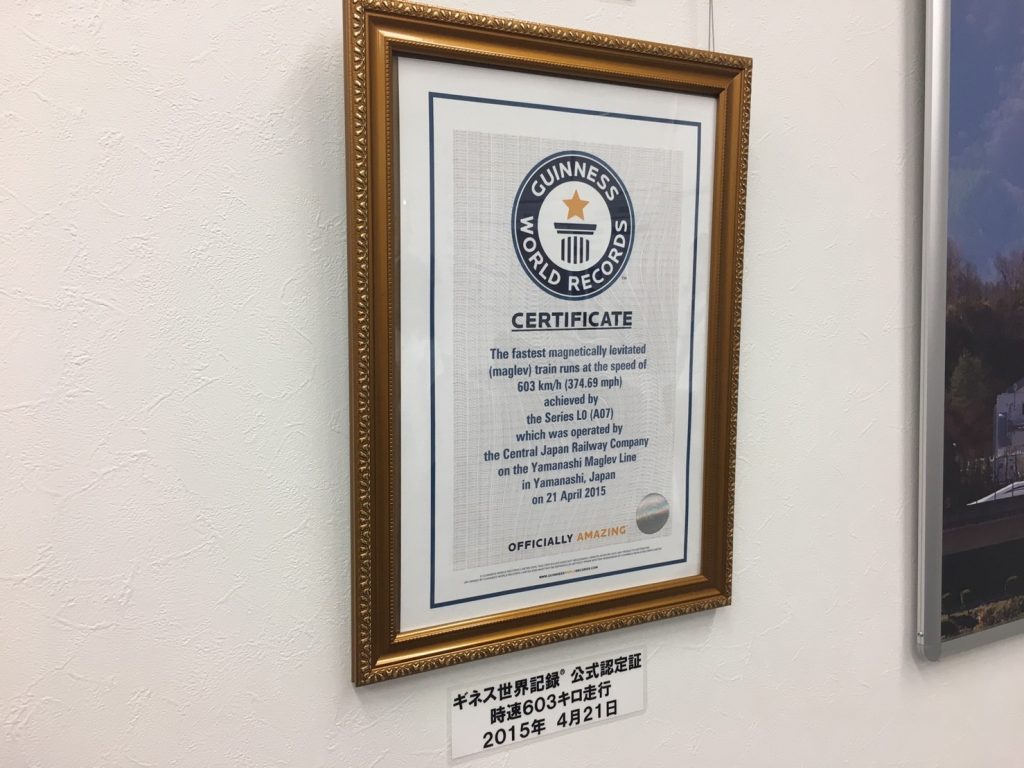 GUINNESS
WORLD RECORDS
CERTIFICATE
The fastest magnetically levitated
(maglev) train runs at the speed of
603 km/h (374.69 mph)
achieved by
the Series L0 (A07)
which was operated by
the Central Japan Railway Company
on the Yamanashi Maglev Line
in Yamanashi, Japan
on 21 April 2015
OFFICIALLY AMAZING
WWW.GUINNESSWORLDRECORDS.COM
ギネス世界記録® 公式認定証
時速603キロ走行
2015年 4月21日